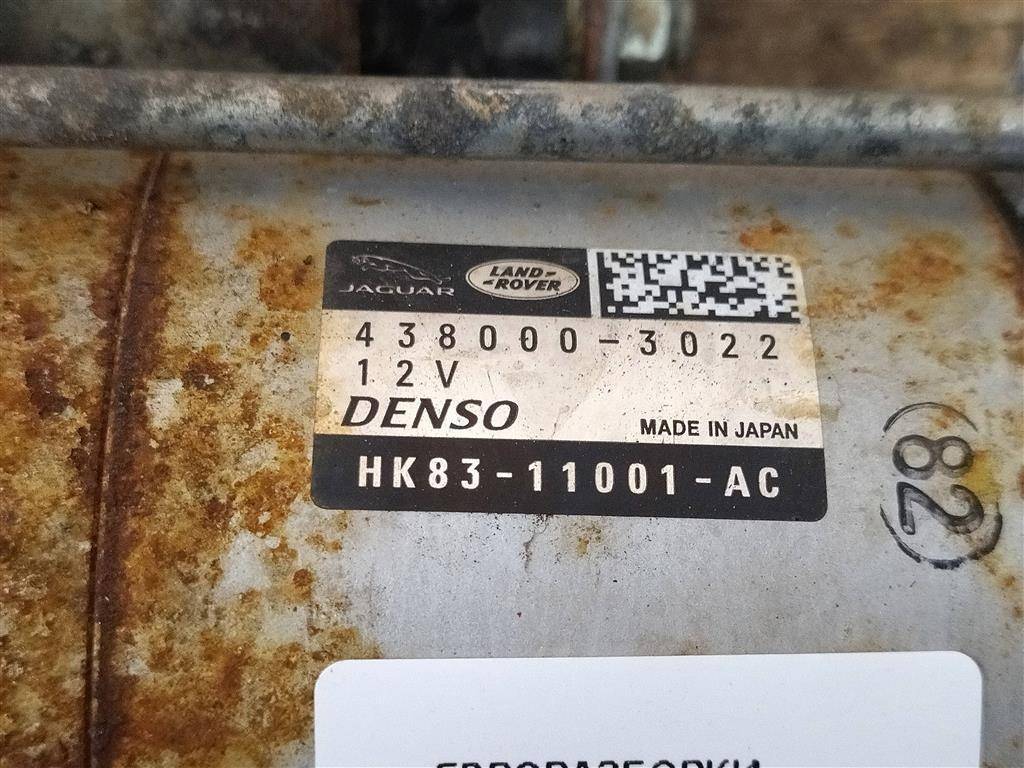 JAGUAR
LAND-
ROVER
438000-3022
12V
DENSO
MADE IN JAPAN
HK83-11001-AC
(82)